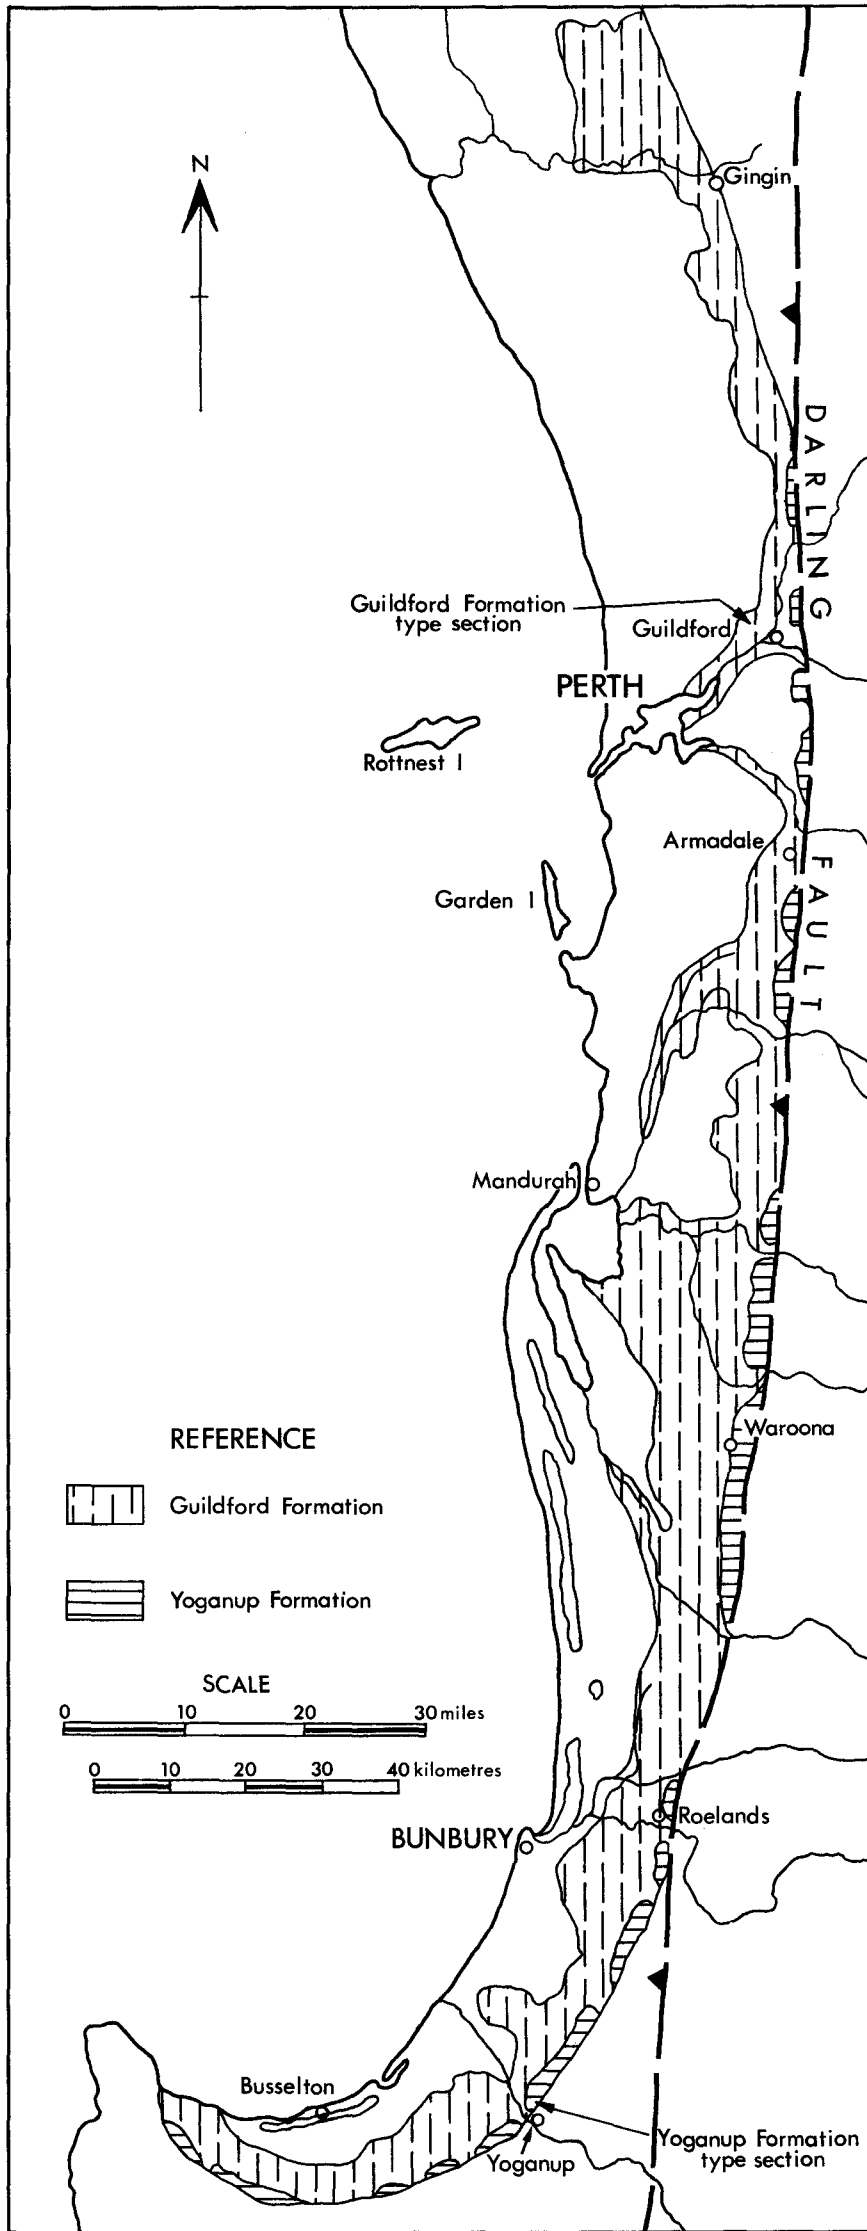 N
Gingin
DARLING
Guildford Formation
type section
Guildford
PERTH
Rottnest I
Armadale
FAULT
Garden I
Mandurah
Waroona
REFERENCE
Guildford Formation
Yoganup Formation
SCALE
0 10 20 30 miles
0 10 20 30 40 kilometres
Roelands
BUNBURY
Busselton
Yoganup
Yoganup Formation
type section